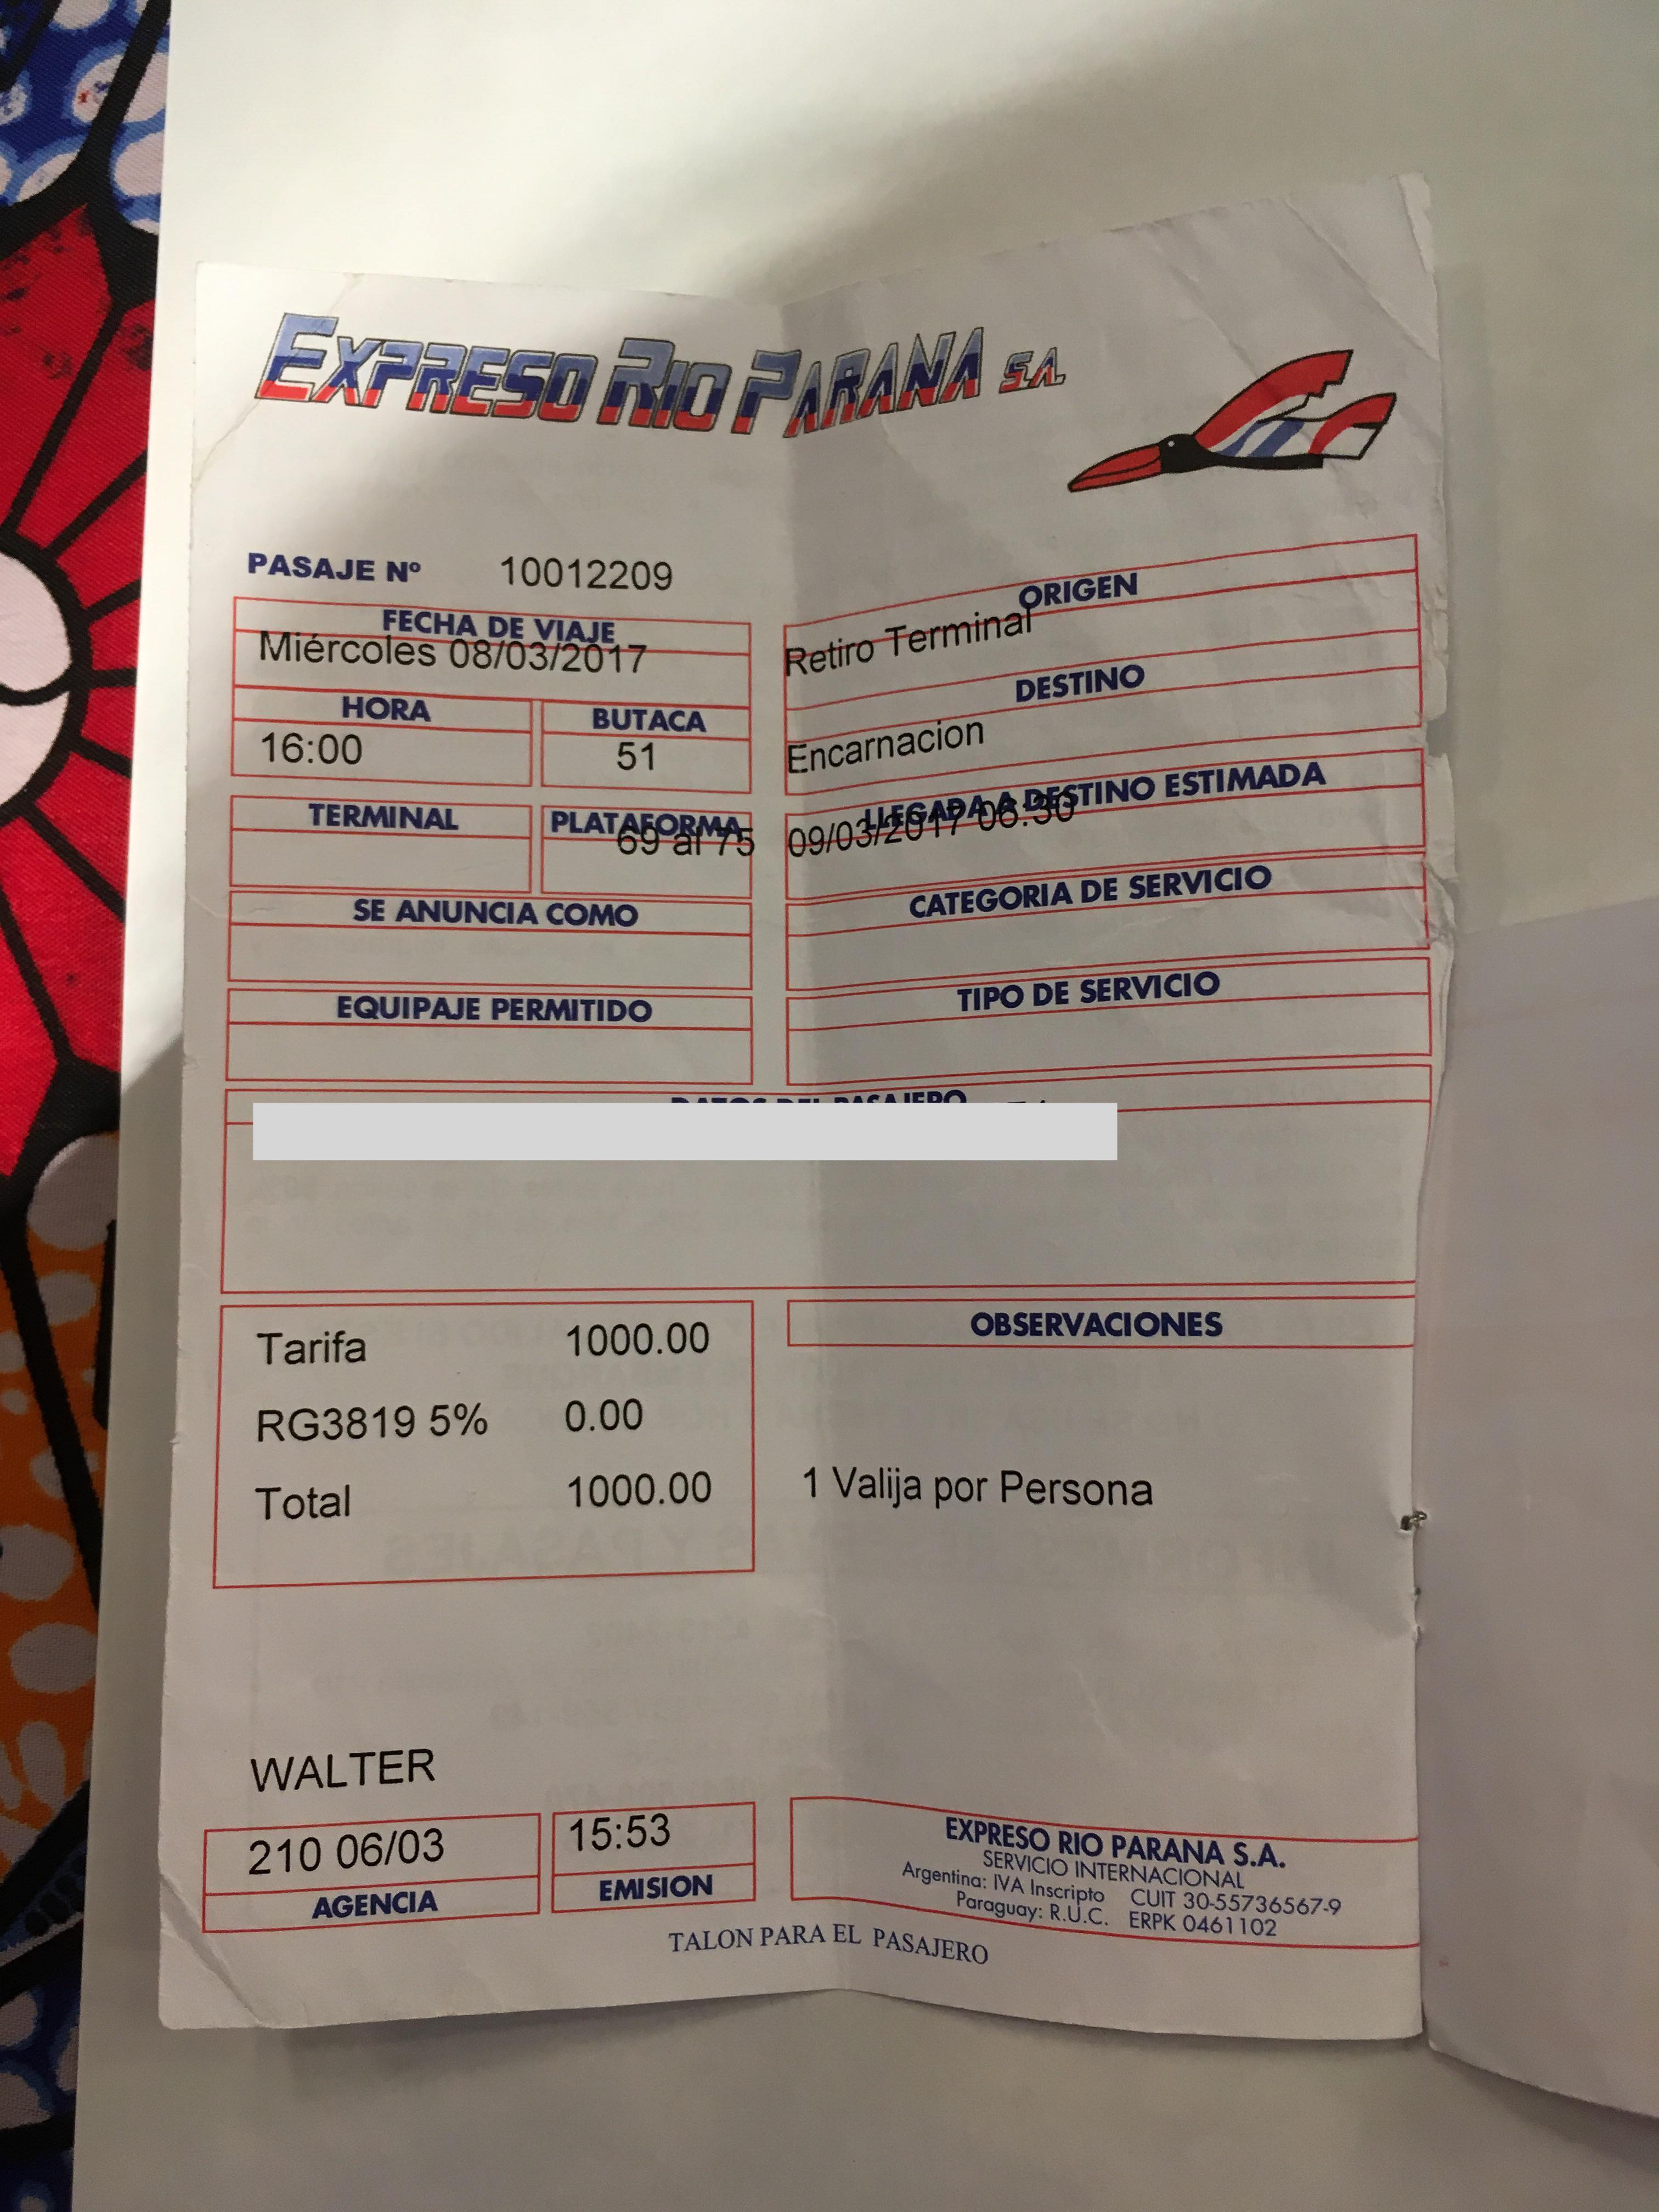 EXPRESO RIO PARANA S.A.
PASAJE Nº 10012209
FECHA DE VIAJE
Miércoles 08/03/2017
HORA
BUTACA
16:00
51
TERMINAL
PLATAFORMA
69 al 75
SE ANUNCIA COMO
EQUIPAJE PERMITIDO
ORIGEN
Retiro Terminal
DESTINO
Encarnacion
LLEGADA A DESTINO ESTIMADA
09/03/2017 06:30
CATEGORIA DE SERVICIO
TIPO DE SERVICIO
DATOS DEL PASAJERO
Tarifa 1000.00
RG3819 5% 0.00
Total 1000.00
OBSERVACIONES
1 Valija por Persona
WALTER
210 06/03
AGENCIA
15:53
EMISION
EXPRESO RIO PARANA S.A.
SERVICIO INTERNACIONAL
Argentina: IVA Inscripto CUIT 30-55736567-9
Paraguay: R.U.C. ERPK 0461102
TALON PARA EL PASAJERO